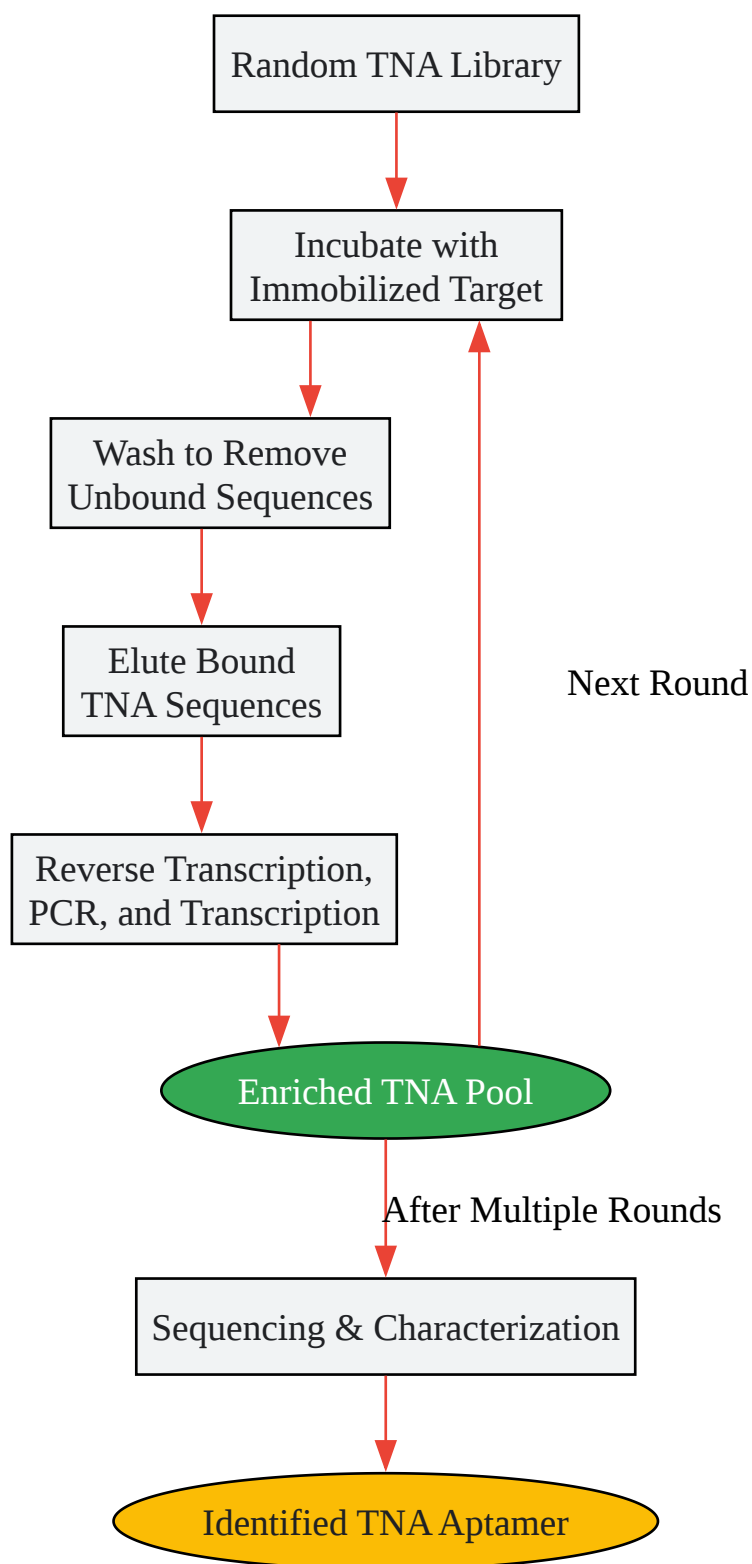 Random TNA Library
Incubate with
Immobilized Target
Wash to Remove
Unbound Sequences
Elute Bound
TNA Sequences
Next Round
Reverse Transcription,
PCR, and Transcription
Enriched TNA Pool
After Multiple Rounds
Sequencing & Characterization
Identified TNA Aptamer